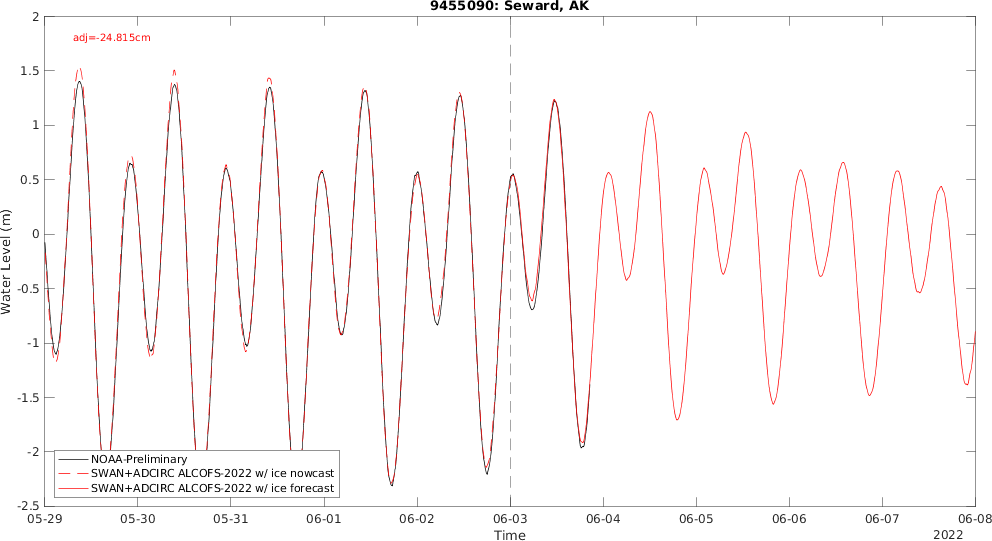 9455090: Seward, AK
adj=-24.815cm
2
1.5
1
0.5
0
-0.5
-1
-1.5
-2
-2.5
Water Level (m)
NOAA-Preliminary
SWAN+ADCIRC ALCOFS-2022 w/ ice nowcast
SWAN+ADCIRC ALCOFS-2022 w/ ice forecast
05-29 05-30 05-31 06-01 06-02 06-03 06-04 06-05 06-06 06-07 06-08
Time
2022